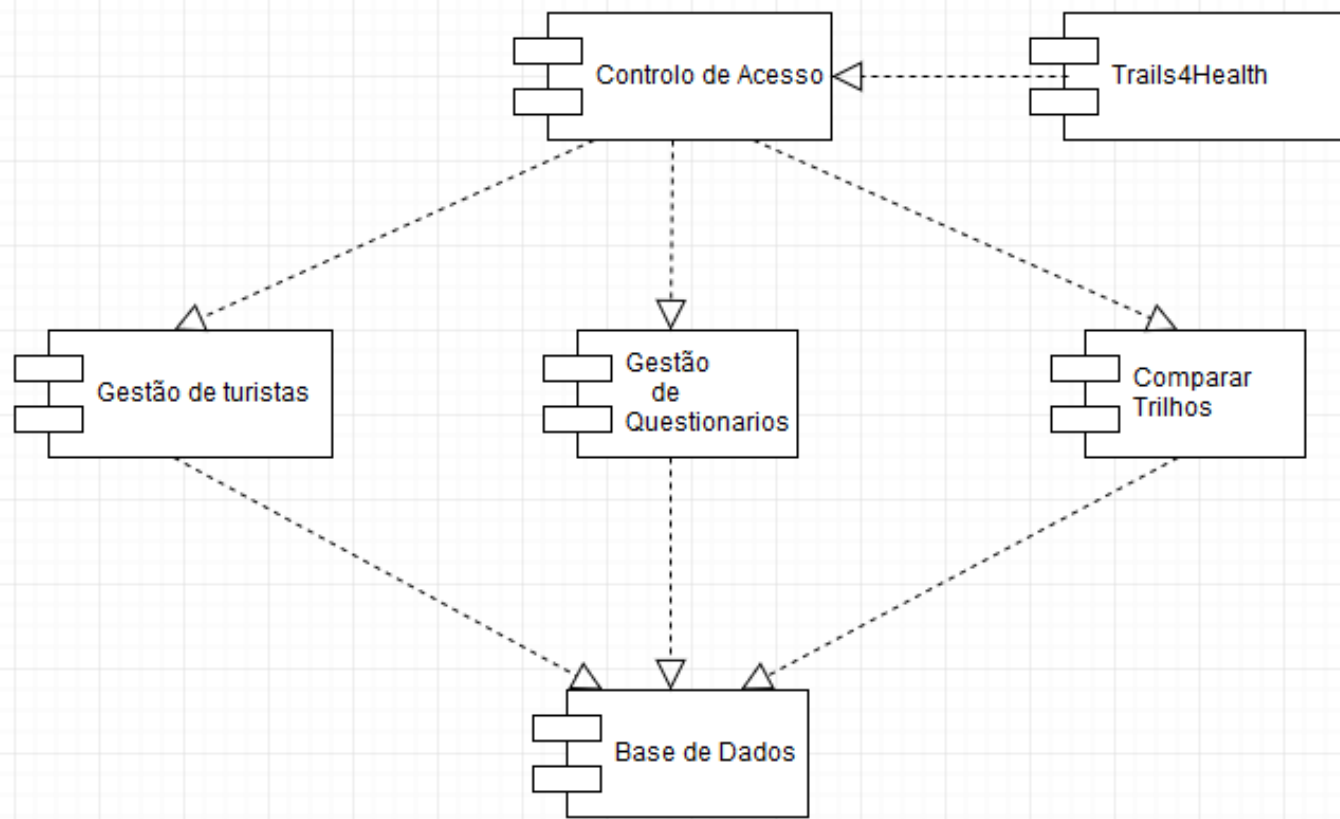 Controlo de Acesso
Trails4Health
Gestão de turistas
Gestão
de
Questionarios
Comparar
Trilhos
Base de Dados